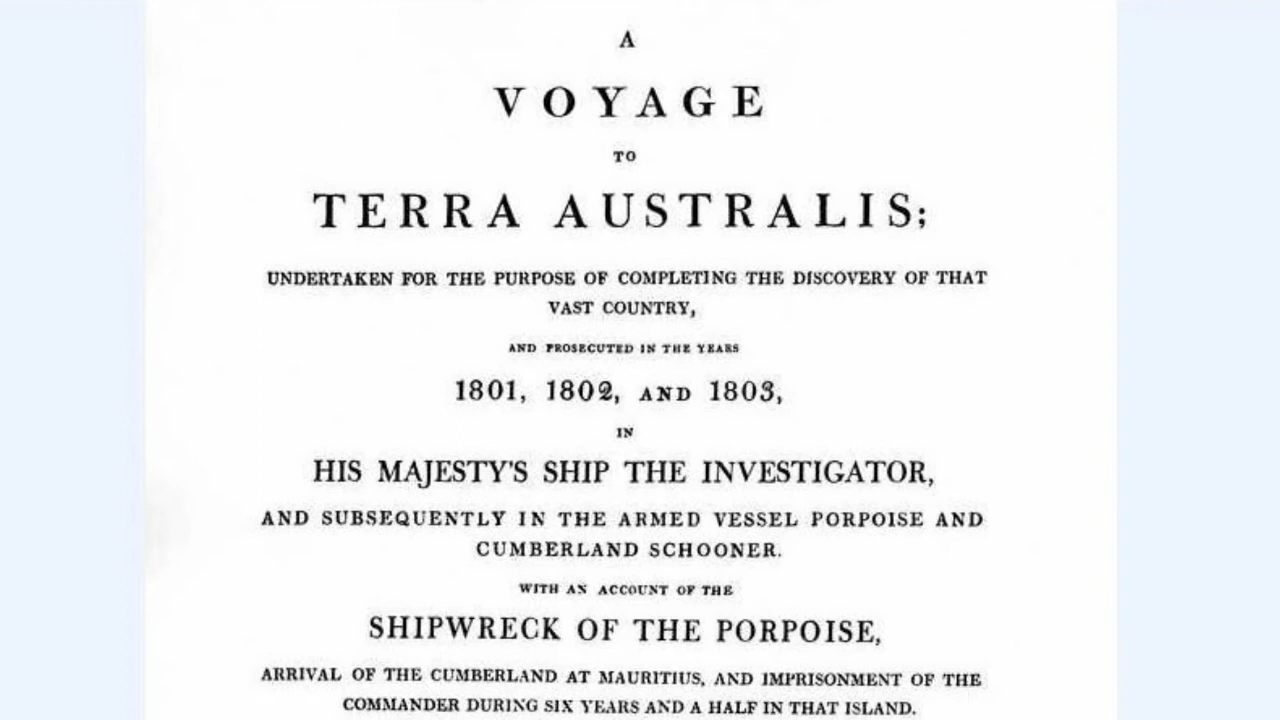 A
VOYAGE
TO
TERRA AUSTRALIS;
UNDERTAKEN FOR THE PURPOSE OF COMPLETING THE DISCOVERY OF THAT
VAST COUNTRY,
AND PROSECUTED IN THE YEARS
1801, 1802, AND 1803,
IN
HIS MAJESTY'S SHIP THE INVESTIGATOR,
AND SUBSEQUENTLY IN THE ARMED VESSEL PORPOISE AND
CUMBERLAND SCHOONER.
WITH AN ACCOUNT OF THE
SHIPWRECK OF THE PORPOISE,
ARRIVAL OF THE CUMBERLAND AT MAURITIUS, AND IMPRISONMENT OF THE
COMMANDER DURING SIX YEARS AND A HALF IN THAT ISLAND.